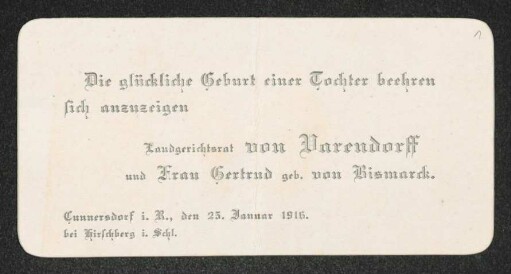 Die glückliche Geburt einer Tochter beehren
sich anzuzeigen
Landgerichtsrat von Varendorff
und Frau Gertrud geb. von Bismarck.
Cunnersdorf i. R., den 25. Januar 1916.
bei Hirschberg i. Schl.